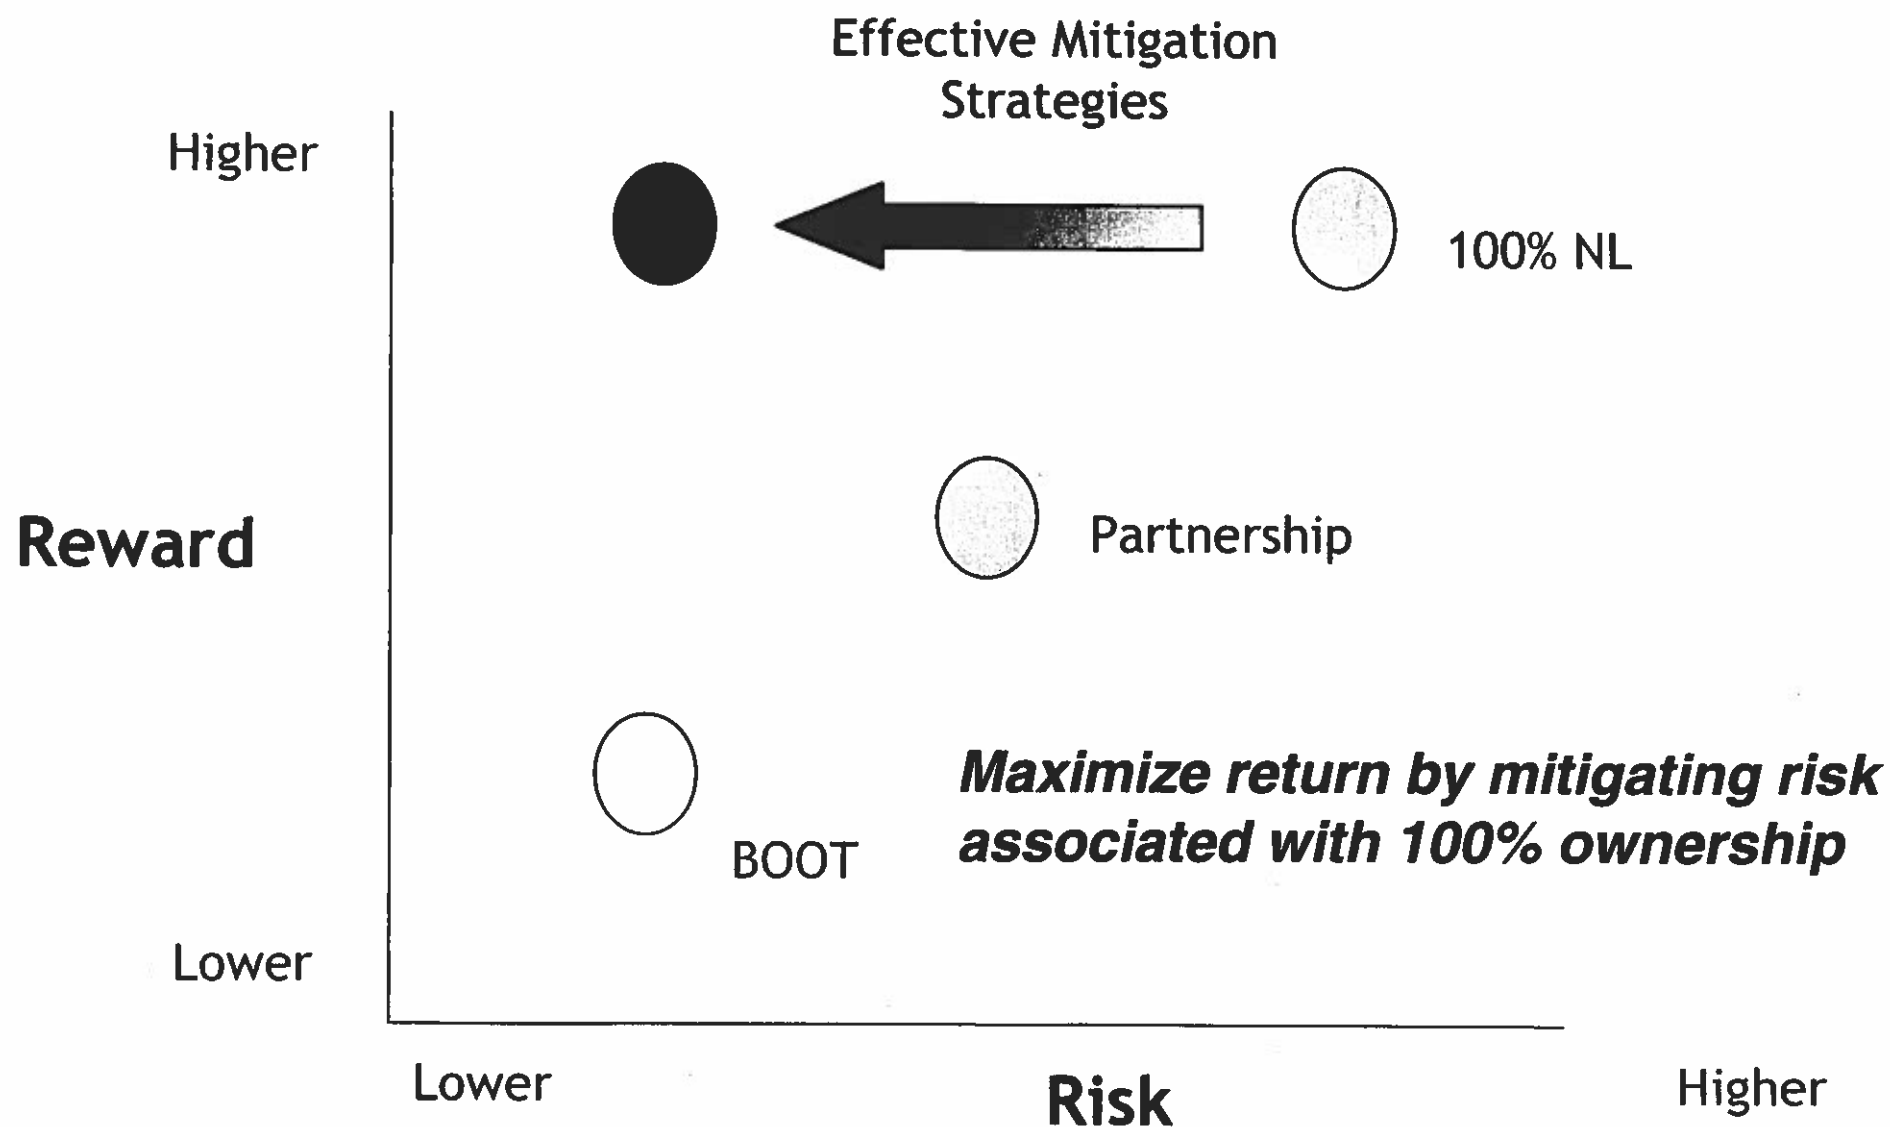 Effective Mitigation
Strategies
Higher
100% NL
Reward
Partnership
Maximize return by mitigating risk
associated with 100% ownership
BOOT
Lower
Lower
Risk
Higher